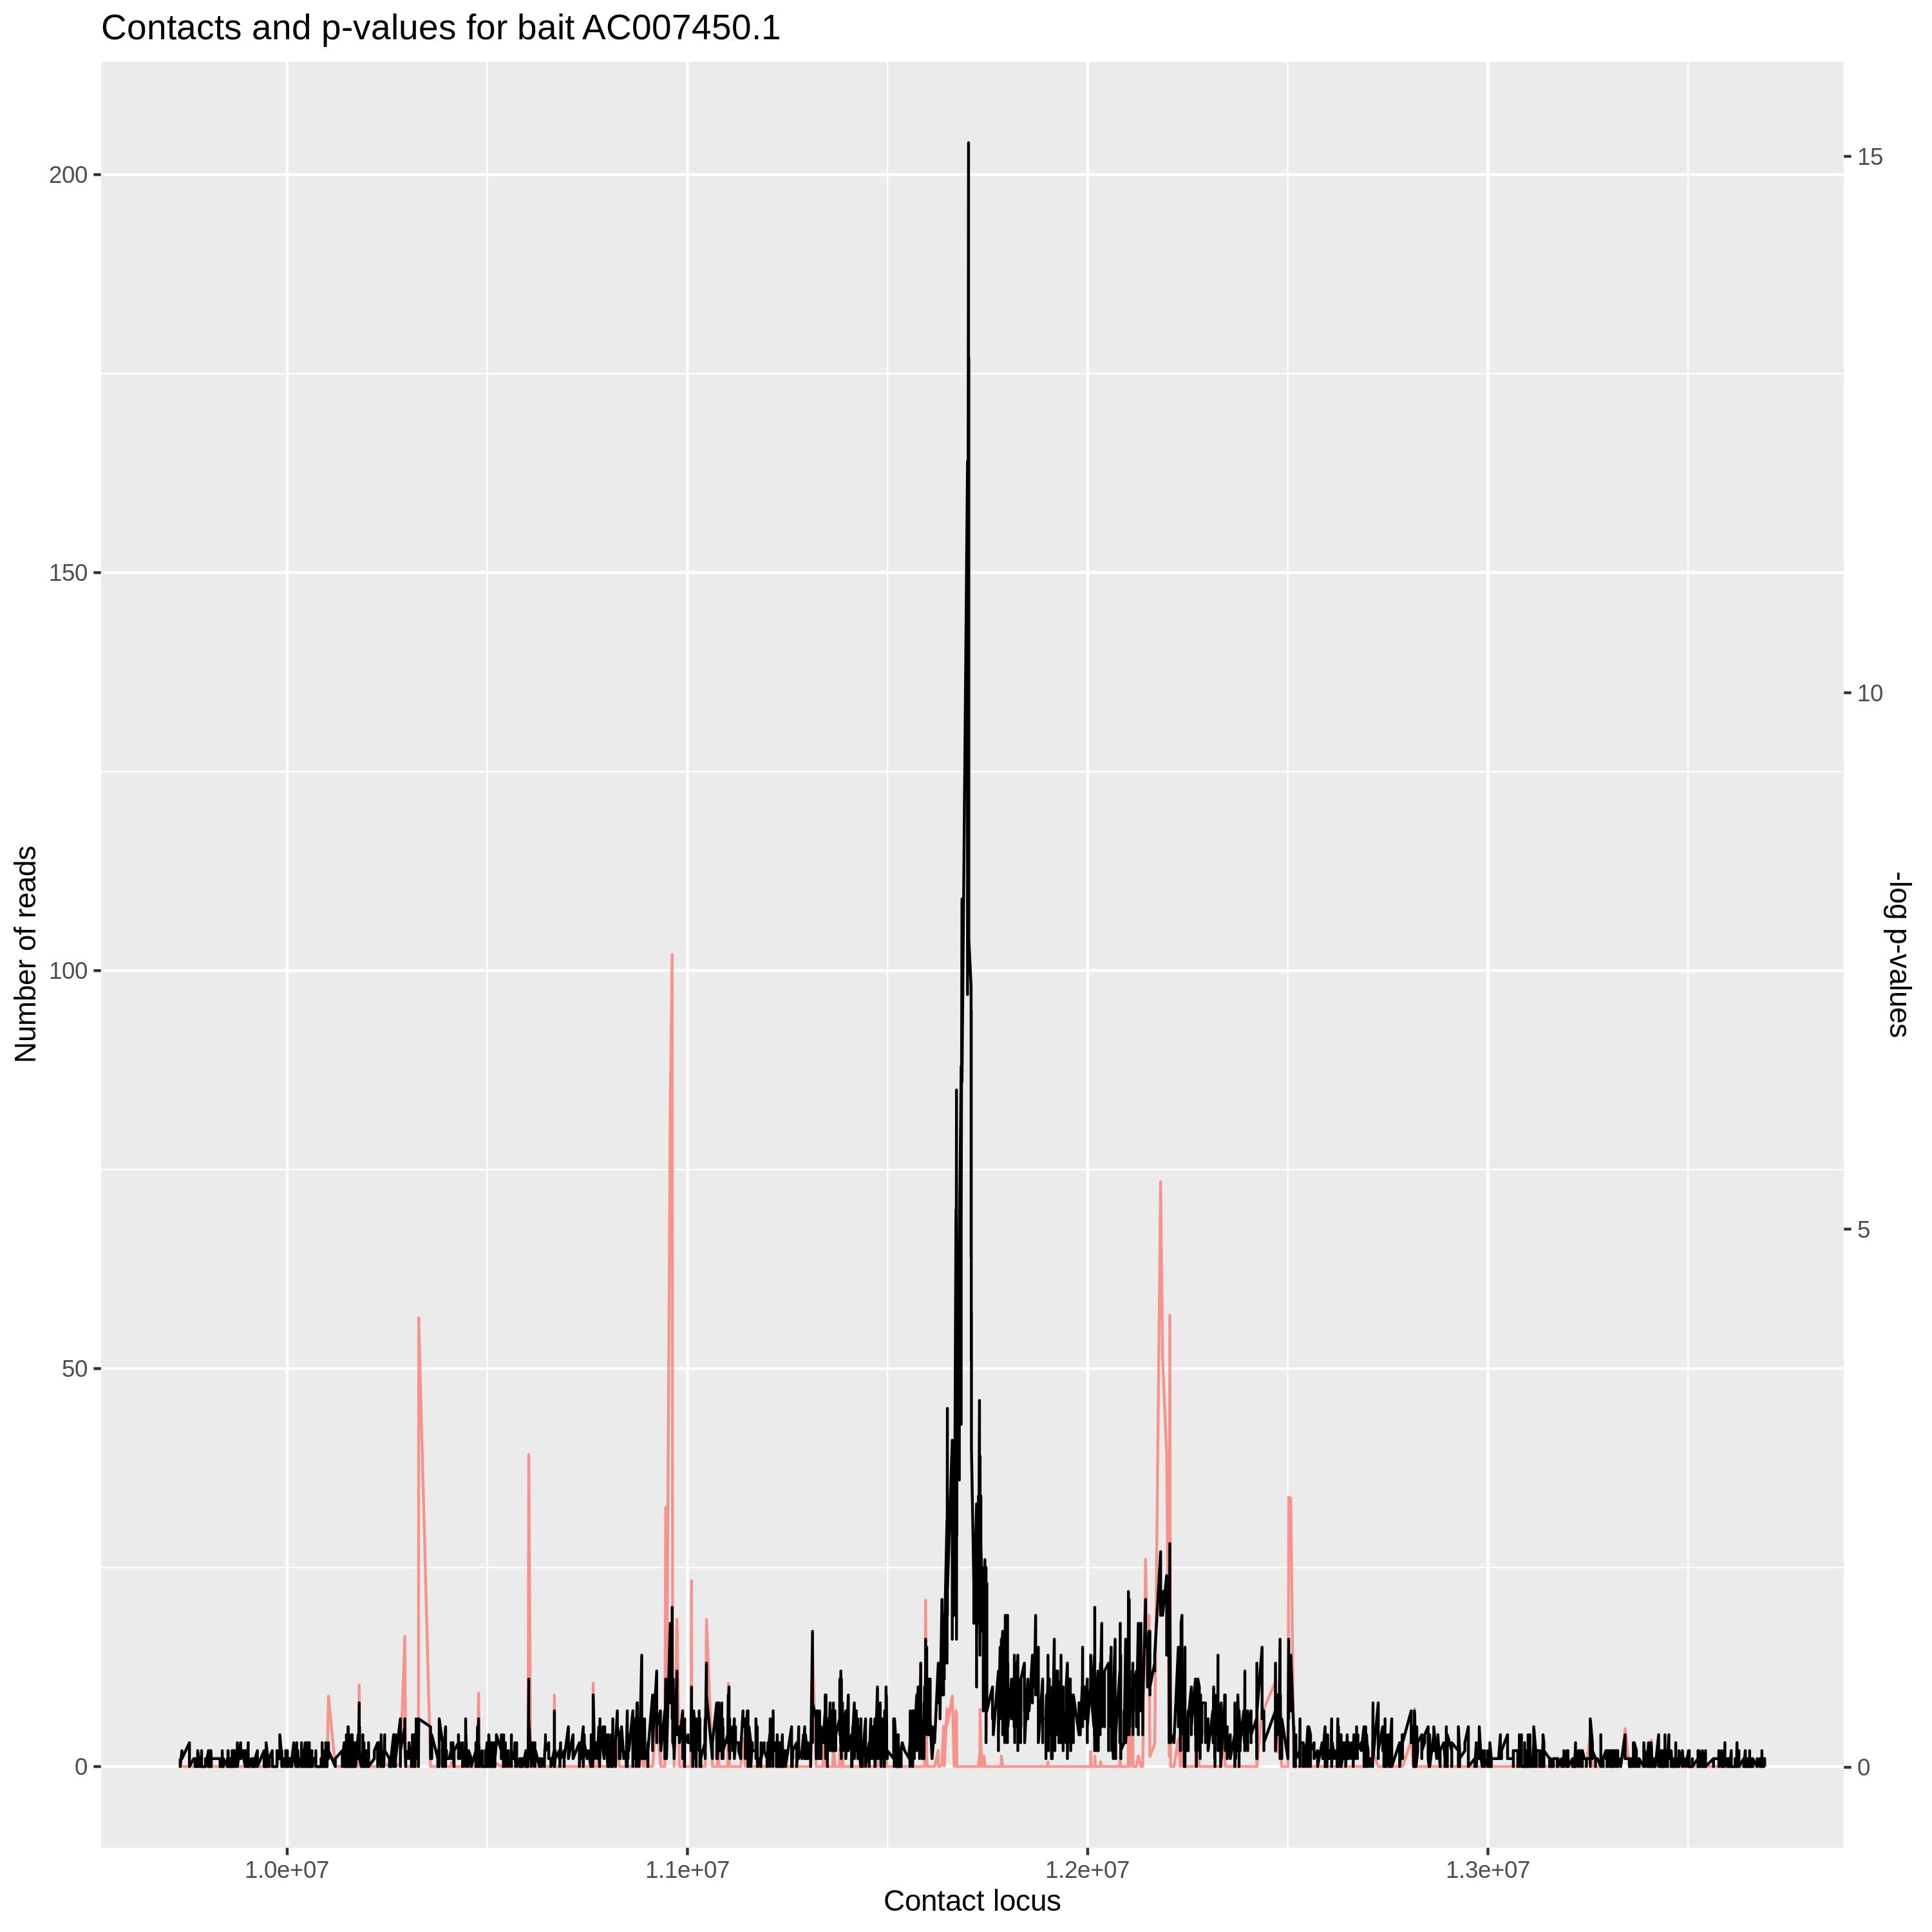 Contacts and p-values for bait AC007450.1
200
150
100
50
0
Number of reads
15
10
5
0
-log p-values
1.0e+07
1.1e+07
1.2e+07
1.3e+07
Contact locus